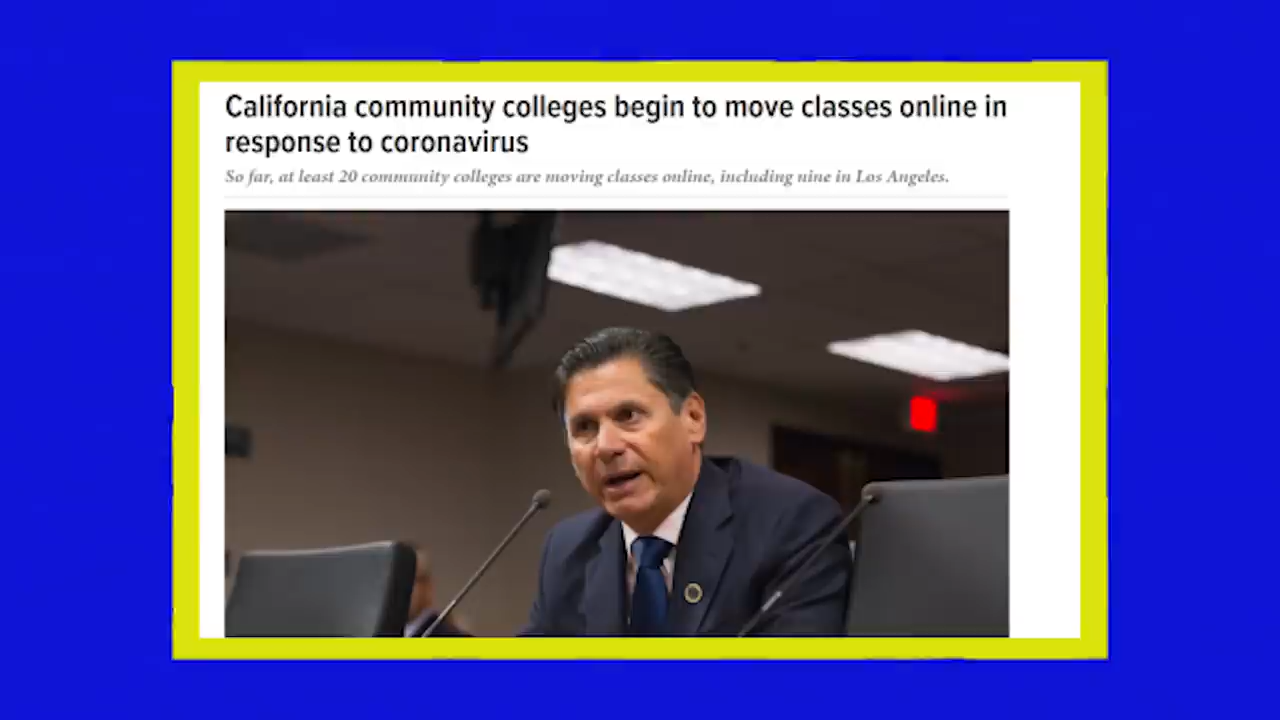 California community colleges begin to move classes online in
response to coronavirus
So far, at least 20 community colleges are moving classes online, including nine in Los Angeles.